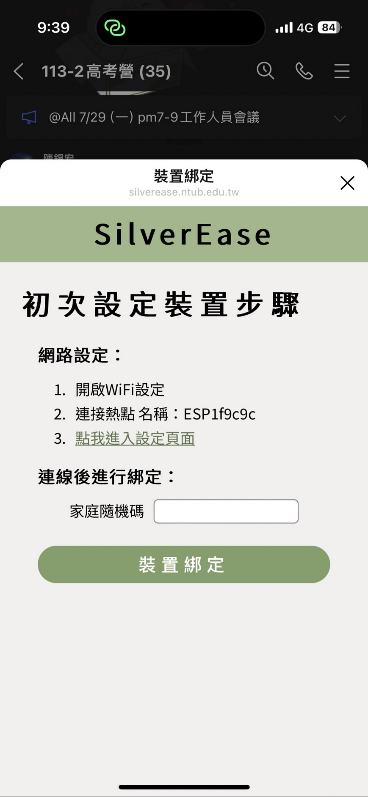 9:39
4G 84
113-2高考營 (35)
@All 7/29 (一) pm7-9工作人員會議
裝置綁定
silverease.ntub.edu.tw
SilverEase
初次設定裝置步驟
網路設定：
1. 開啟WiFi設定
2. 連接熱點 名稱：ESP1f9c9c
3. 點我進入設定頁面
連線後進行綁定：
家庭隨機碼
裝置綁定